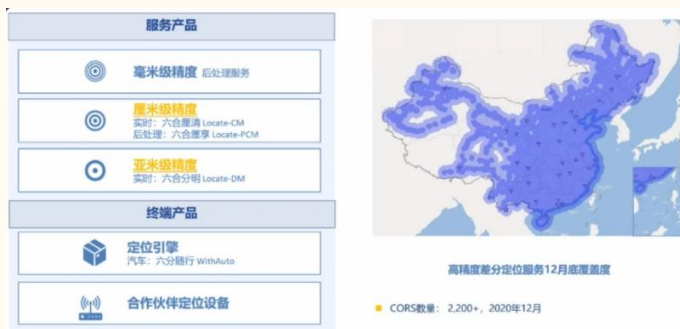 服务产品
毫米级精度 后处理服务
厘米级精度
实时：六合厘清 Locate-CM
后处理：六合厘享 Locate-PCM
亚米级精度
实时：六合分明 Locate-DM
终端产品
定位引擎
汽车：六分随行 WithAuto
合作伙伴定位设备
高精度差分定位服务12月底覆盖度
CORS数量： 2,200+，2020年12月